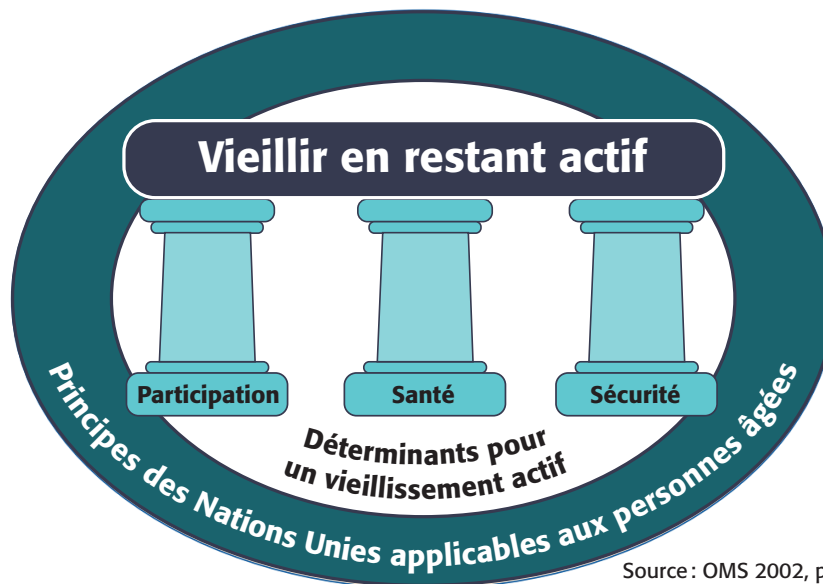 Vieillir en restant actif
Participation
Santé
Sécurité
Déterminants pour
un vieillissement actif
Principes des Nations Unies applicables aux personnes âgées
Source : OMS 2002, p